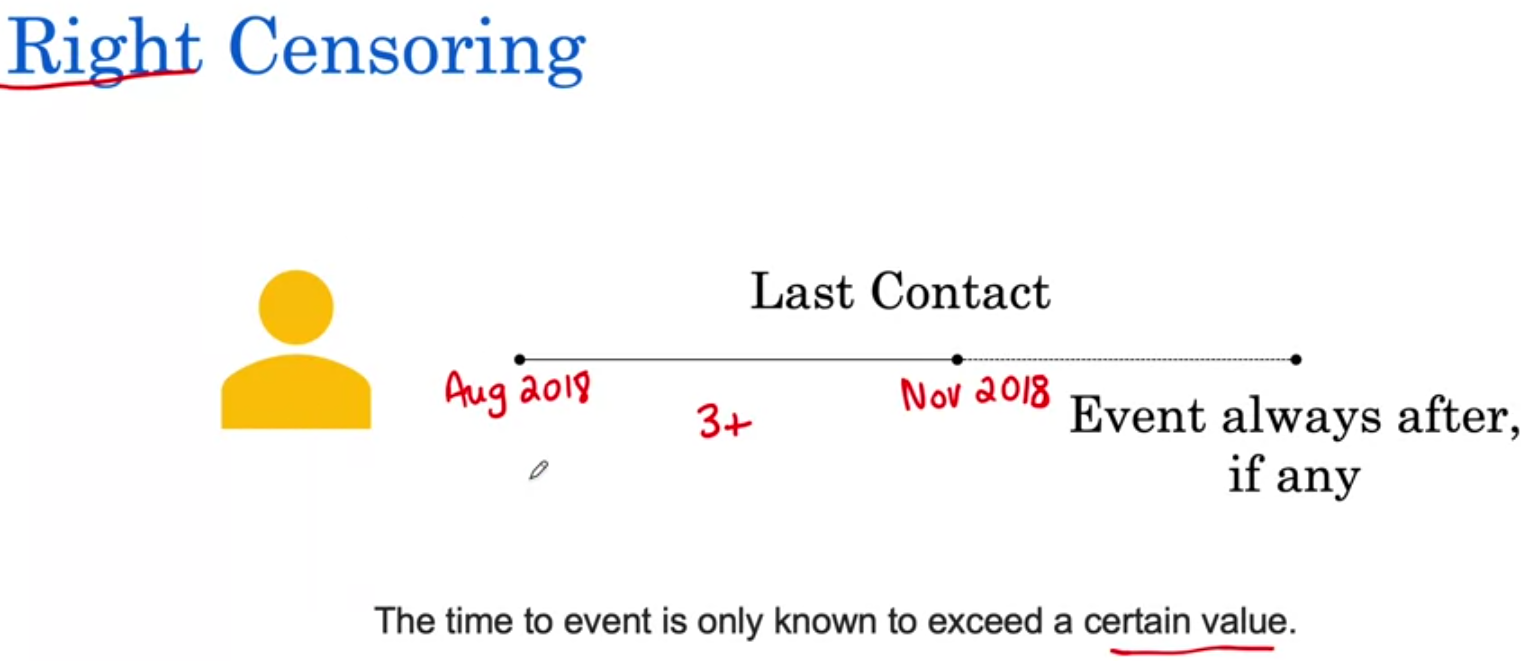 Right Censoring
Last Contact
Aug 2018
3+
Nov 2018
Event always after,
if any
The time to event is only known to exceed a certain value.